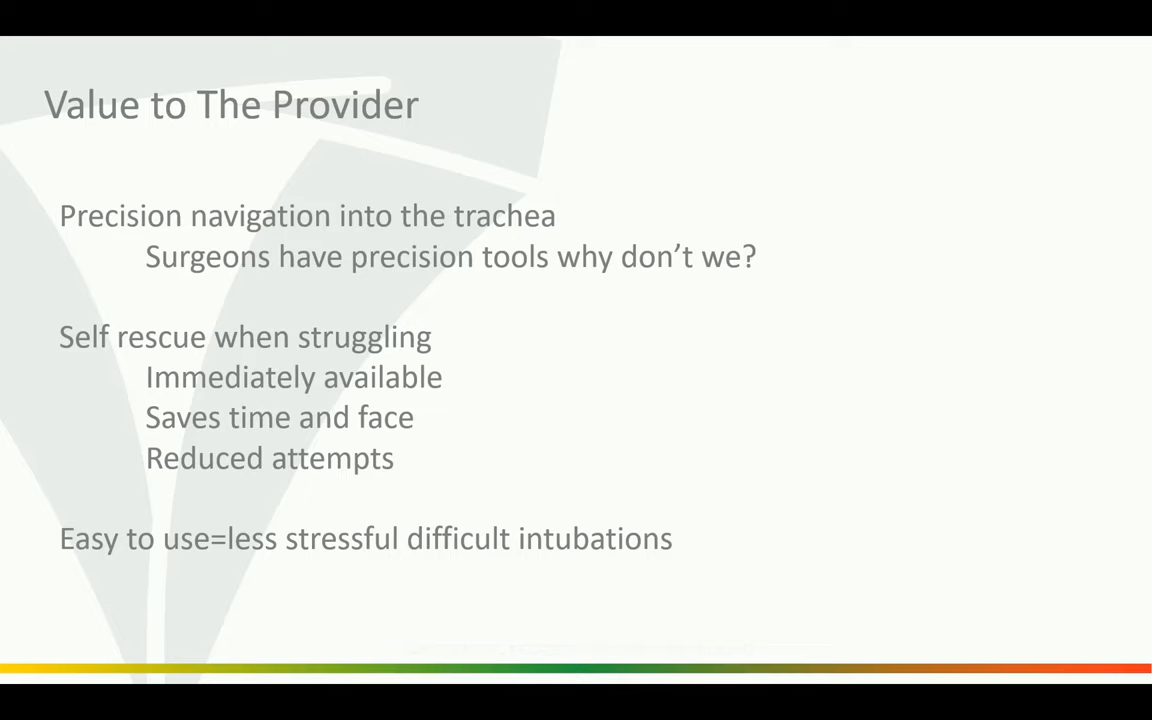 Value to The Provider
Precision navigation into the trachea
Surgeons have precision tools why don’t we?
Self rescue when struggling
Immediately available
Saves time and face
Reduced attempts
Easy to use=less stressful difficult intubations